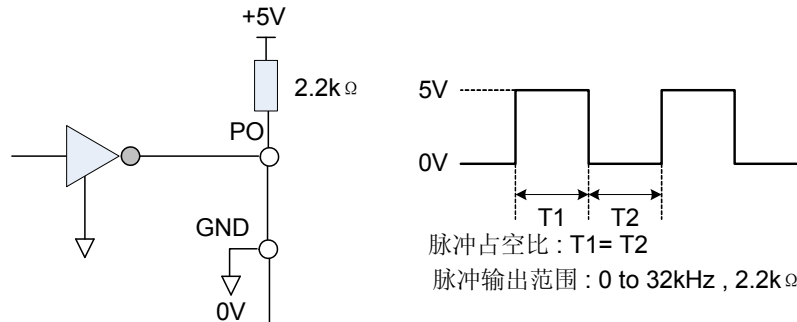 +5V
2.2kΩ
PO
GND
0V
5V
0V
T1
T2
脉冲占空比 : T1= T2
脉冲输出范围 : 0 to 32kHz , 2.2kΩ